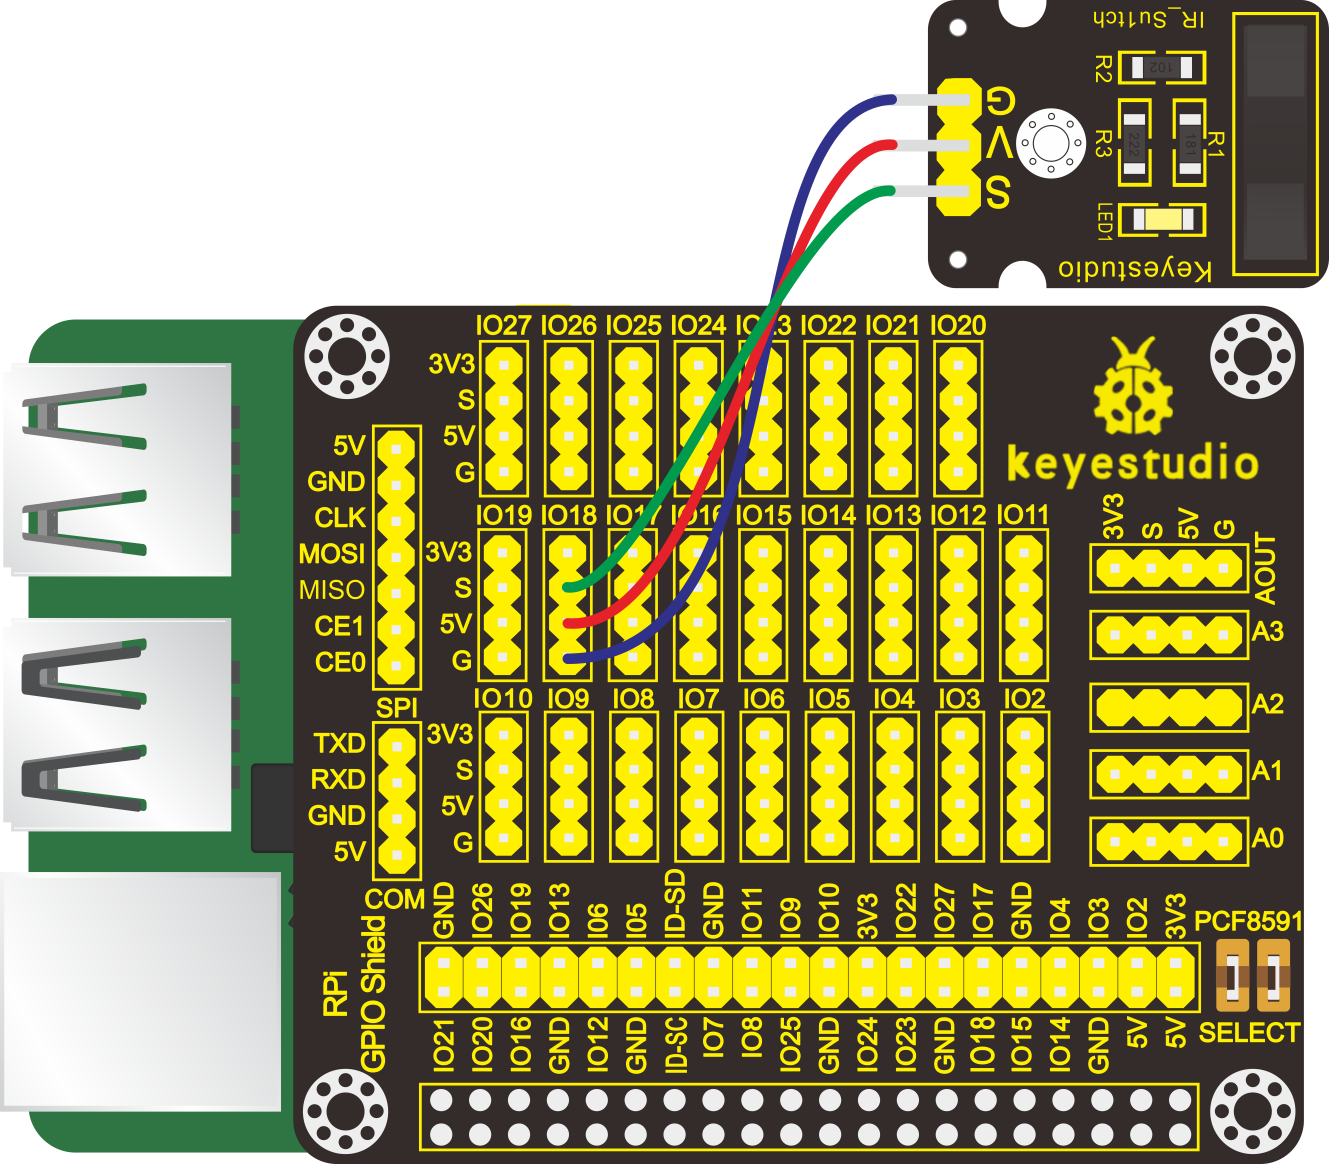 IR_Su1tch
R2
102
G
V
S
R3
222
181
R1
LED1
Keyestudio
IO27 IO26 IO25 IO24 IO23 IO22 IO21 IO20
3V3
S
5V
G
keyestudio
5V
GND
CLK
MOSI
MISO
CE1
CE0
SPI
IO19 IO18 IO17 IO16 IO15 IO14 IO13 IO12 IO11
3V3
S
5V
G
3V3 S 5V G
AOUT
A3
A2
A1
A0
IO10 IO9 IO8 IO7 IO6 IO5 IO4 IO3 IO2
3V3
S
5V
G
TXD
RXD
GND
5V
COM
RPi
GPIO Shield
GND IO26 IO19 IO13 I06 I05 ID-SD GND IO11 IO9 IO10 3V3 IO22 IO27 IO17 GND IO4 IO3 IO2 3V3
PCF8591
IO21 IO20 IO16 GND IO12 GND ID-SC IO7 IO8 IO25 GND IO24 IO23 GND IO18 IO15 IO14 GND 5V 5V
SELECT